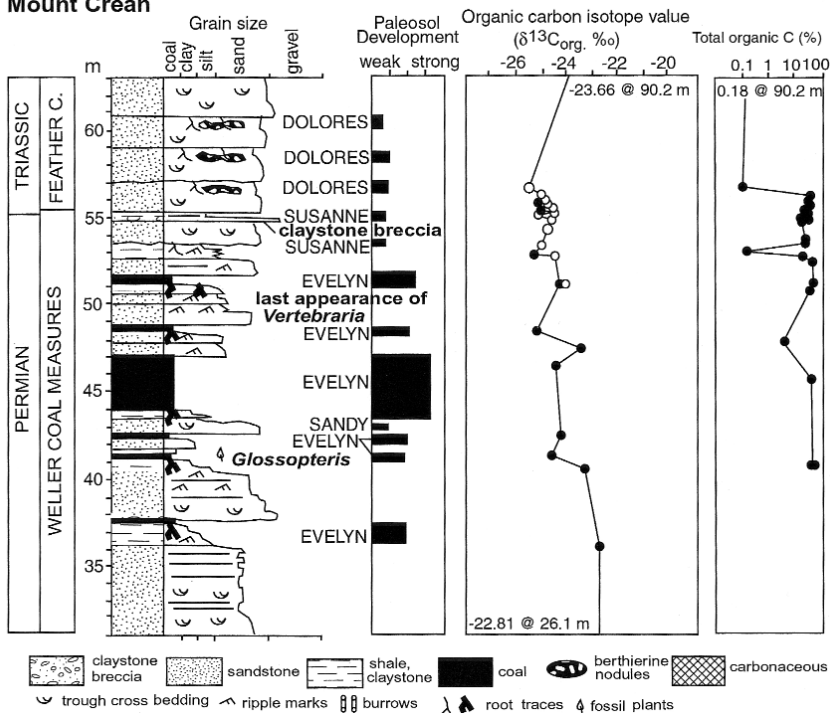 Mount Crean
Grain size
Paleosol
Development
weak strong
Organic carbon isotope value
(δ13Corg. ‰)
Total organic C (%)
m
coal
clay
silt
sand
gravel
-26 -25 -24 -22 -22
0.1 1 10 100
TRIASSIC
FEATHER C.
PERMIAN
WELLER COAL MEASURES
60
55
50
45
40
35
DOLORES
DOLORES
DOLORES
SUSANNE
claystone breccia
SUSANNE
EVELYN
last appearance of
Vertebraria
EVELYN
EVELYN
SANDY
EVELYN
Glossopteris
EVELYN
-23.66 @ 90.2 m
-22.81 @ 26.1 m
0.18 @ 90.2 m
claystone
breccia
sandstone
shale,
claystone
coal
berthierine
nodules
carbonaceous
trough cross bedding
ripple marks
burrows
root traces
fossil plants